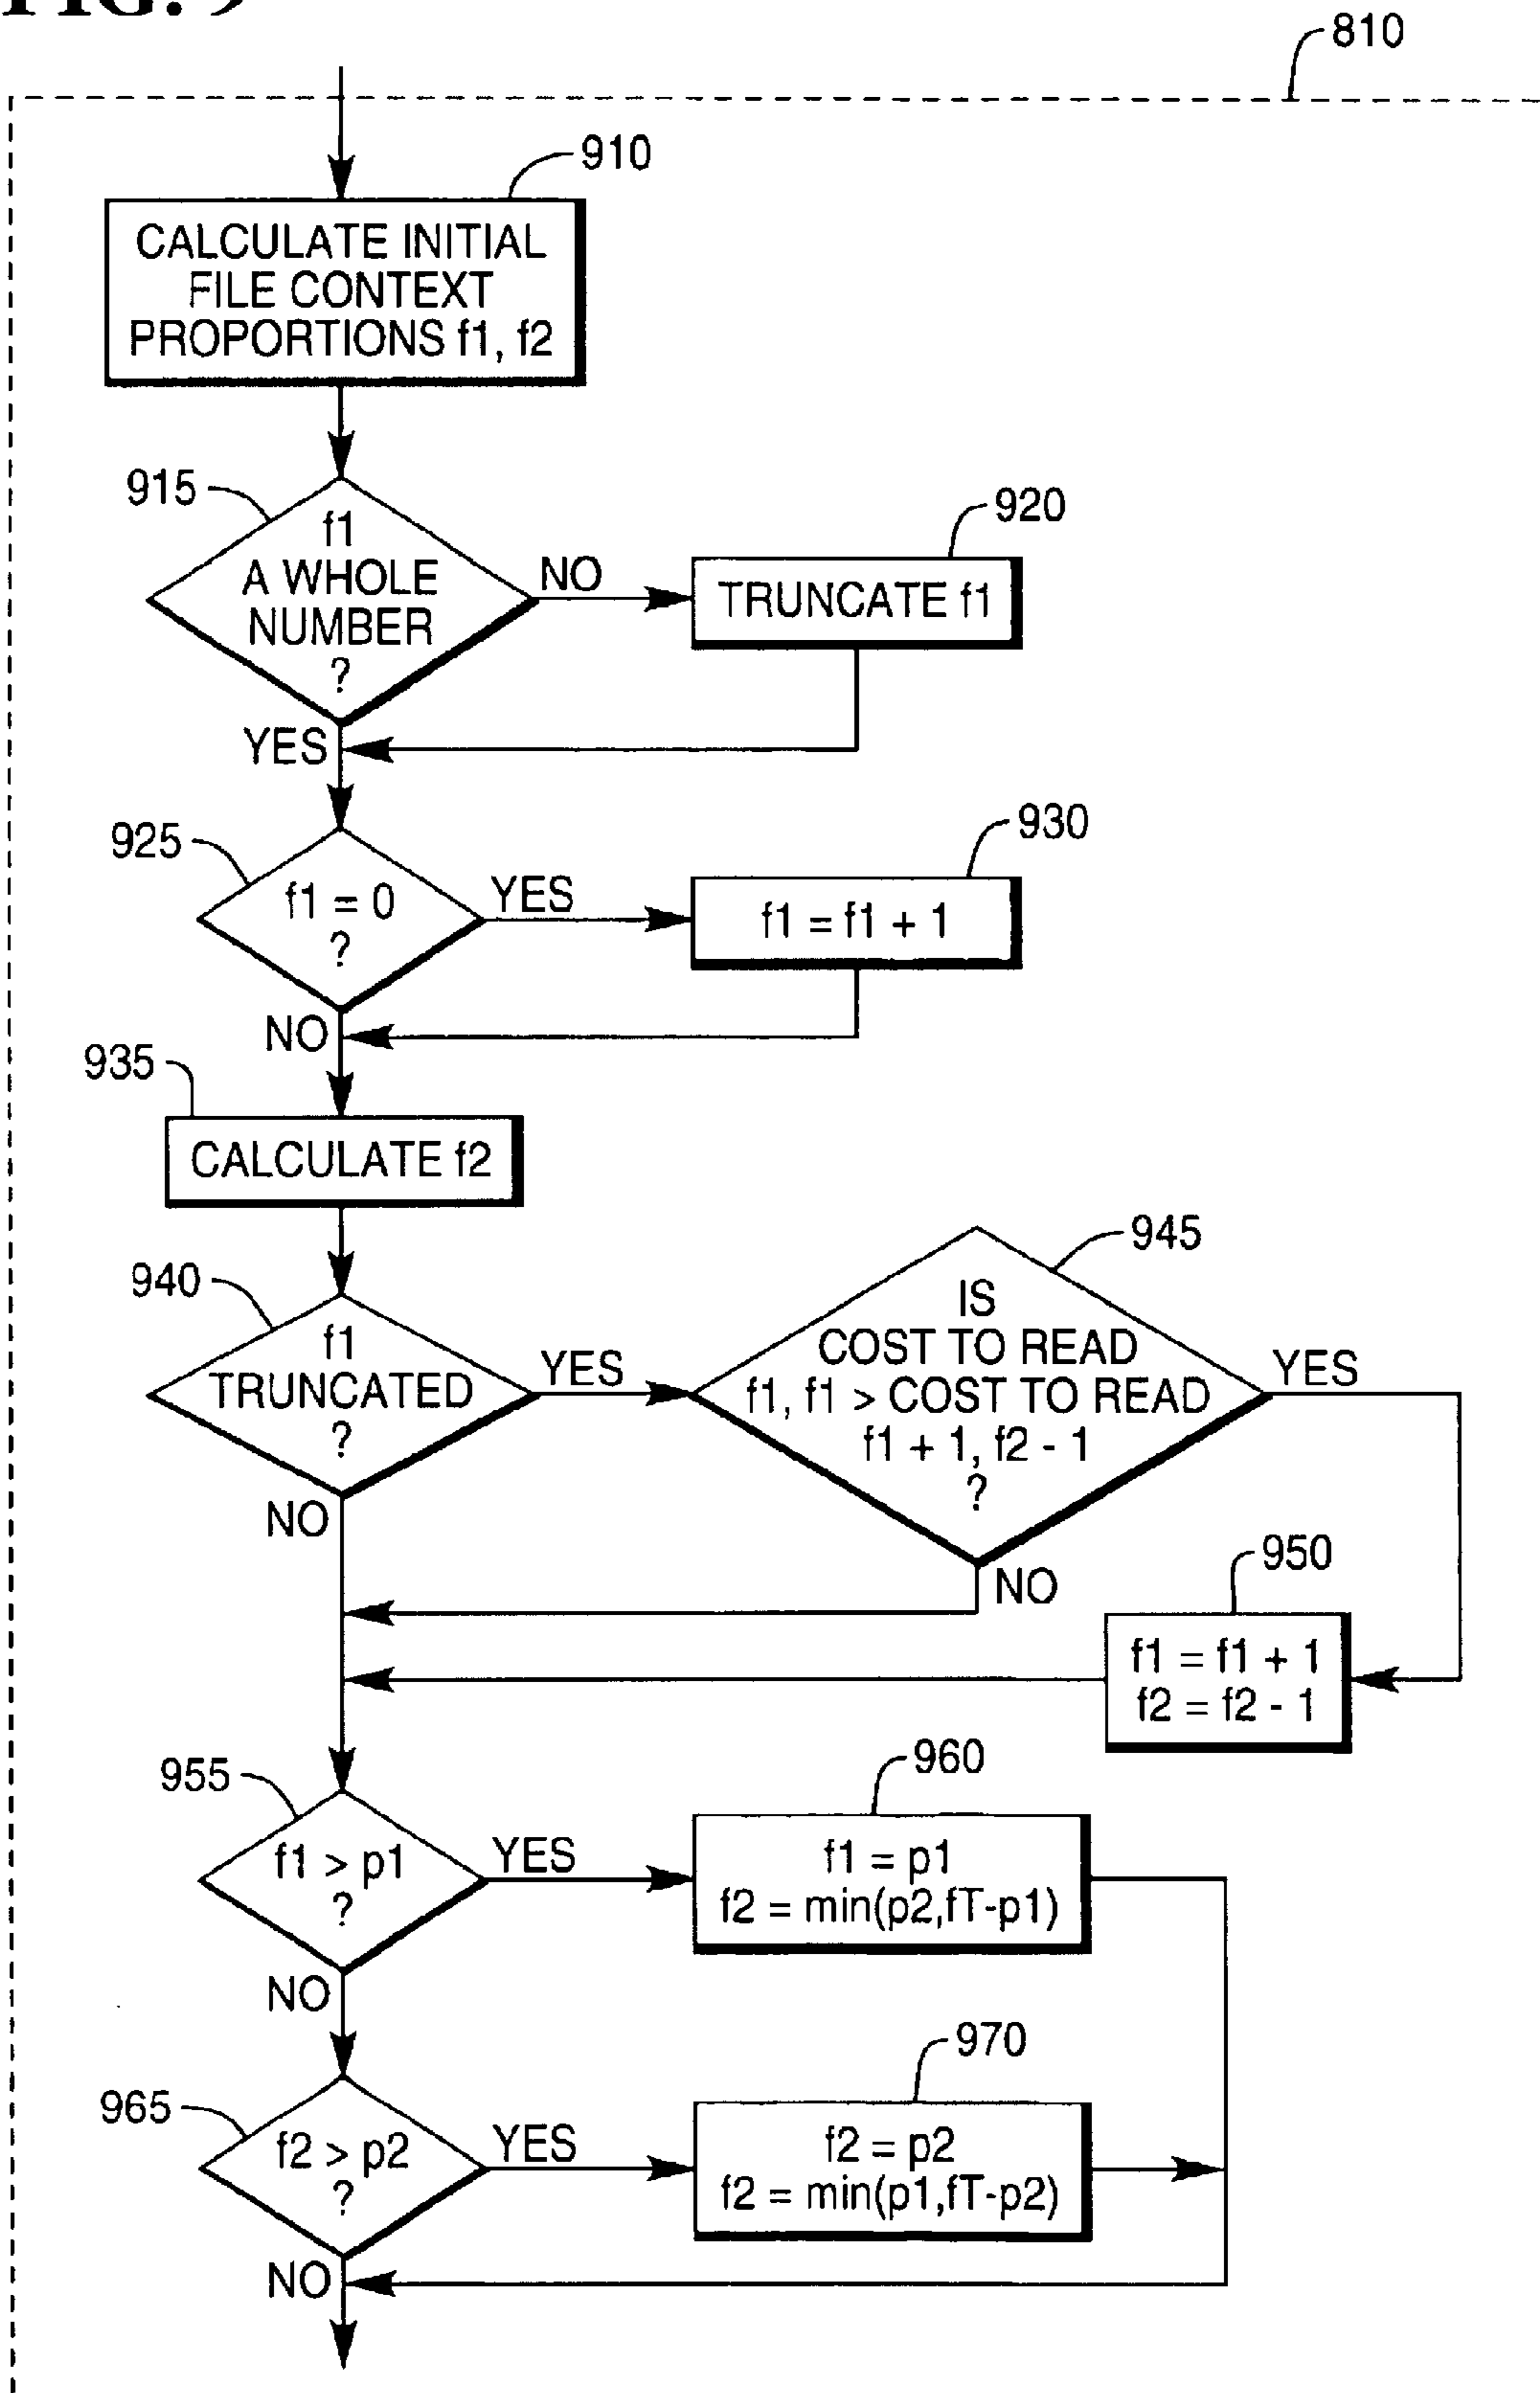 FIG. 9
810
910
CALCULATE INITIAL
FILE CONTEXT
PROPORTIONS f1, f2
915
f1
A WHOLE
NUMBER
?
NO
920
TRUNCATE f1
YES
925
f1 = 0
?
YES
930
f1 = f1 + 1
NO
935
CALCULATE f2
940
f1
TRUNCATED
?
YES
945
IS
COST TO READ
f1, f1 > COST TO READ
f1 + 1, f2 - 1
?
YES
NO
NO
950
f1 = f1 + 1
f2 = f2 - 1
955
f1 > p1
?
YES
960
f1 = p1
f2 = min(p2,fT-p1)
NO
965
f2 > p2
?
YES
970
f2 = p2
f2 = min(p1,fT-p2)
NO